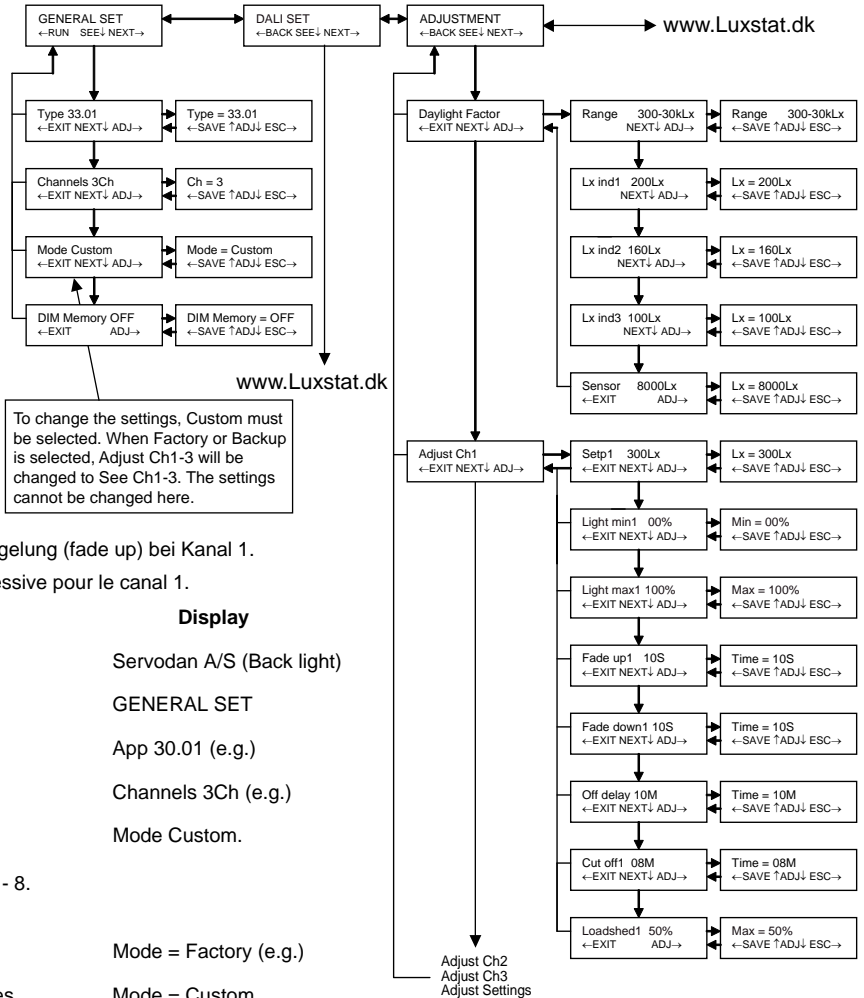 GENERAL SET
←RUN SEE↓ NEXT→
DALI SET
←BACK SEE↓ NEXT→
ADJUSTMENT
←BACK SEE↓ NEXT→
www.Luxstat.dk
Type 33.01
←EXIT NEXT↓ ADJ→
Type = 33.01
←SAVE ↑ADJ↓ ESC→
Channels 3Ch
←EXIT NEXT↓ ADJ→
Ch = 3
←SAVE ↑ADJ↓ ESC→
Mode Custom
←EXIT NEXT↓ ADJ→
Mode = Custom
←SAVE ↑ADJ↓ ESC→
DIM Memory OFF
←EXIT ADJ→
DIM Memory = OFF
←SAVE ↑ADJ↓ ESC→
www.Luxstat.dk
To change the settings, Custom must
be selected. When Factory or Backup
is selected, Adjust Ch1-3 will be
changed to See Ch1-3. The settings
cannot be changed here.
Daylight Factor
←EXIT NEXT↓ ADJ→
Range 300-30kLx
NEXT↓ ADJ→
Range 300-30kLx
←SAVE ↑ADJ↓ ESC→
Lx ind1 200Lx
NEXT↓ ADJ→
Lx = 200Lx
←SAVE ↑ADJ↓ ESC→
Lx ind2 160Lx
NEXT↓ ADJ→
Lx = 160Lx
←SAVE ↑ADJ↓ ESC→
Lx ind3 100Lx
NEXT↓ ADJ→
Lx = 100Lx
←SAVE ↑ADJ↓ ESC→
Sensor 8000Lx
←EXIT ADJ→
Lx = 8000Lx
←SAVE ↑ADJ↓ ESC→
Adjust Ch1
←EXIT NEXT↓ ADJ→
Setp1 300Lx
←EXIT NEXT↓ ADJ→
Lx = 300Lx
←SAVE ↑ADJ↓ ESC→
Light min1 00%
←EXIT NEXT↓ ADJ→
Min = 00%
←SAVE ↑ADJ↓ ESC→
Light max1 100%
←EXIT NEXT↓ ADJ→
Max = 100%
←SAVE ↑ADJ↓ ESC→
Fade up1 10S
←EXIT NEXT↓ ADJ→
Time = 10S
←SAVE ↑ADJ↓ ESC→
Fade down1 10S
←EXIT NEXT↓ ADJ→
Time = 10S
←SAVE ↑ADJ↓ ESC→
Off delay 10M
←EXIT NEXT↓ ADJ→
Time = 10M
←SAVE ↑ADJ↓ ESC→
Cut off1 08M
←EXIT NEXT↓ ADJ→
Time = 08M
←SAVE ↑ADJ↓ ESC→
Loadshed1 50%
←EXIT ADJ→
Max = 50%
←SAVE ↑ADJ↓ ESC→
Adjust Ch2
Adjust Ch3
Adjust Settings
gelung (fade up) bei Kanal 1.
essive pour le canal 1.
Display
Servodan A/S (Back light)
GENERAL SET
App 30.01 (e.g.)
Channels 3Ch (e.g.)
Mode Custom.
- 8.
Mode = Factory (e.g.)
es
Mode = Custom